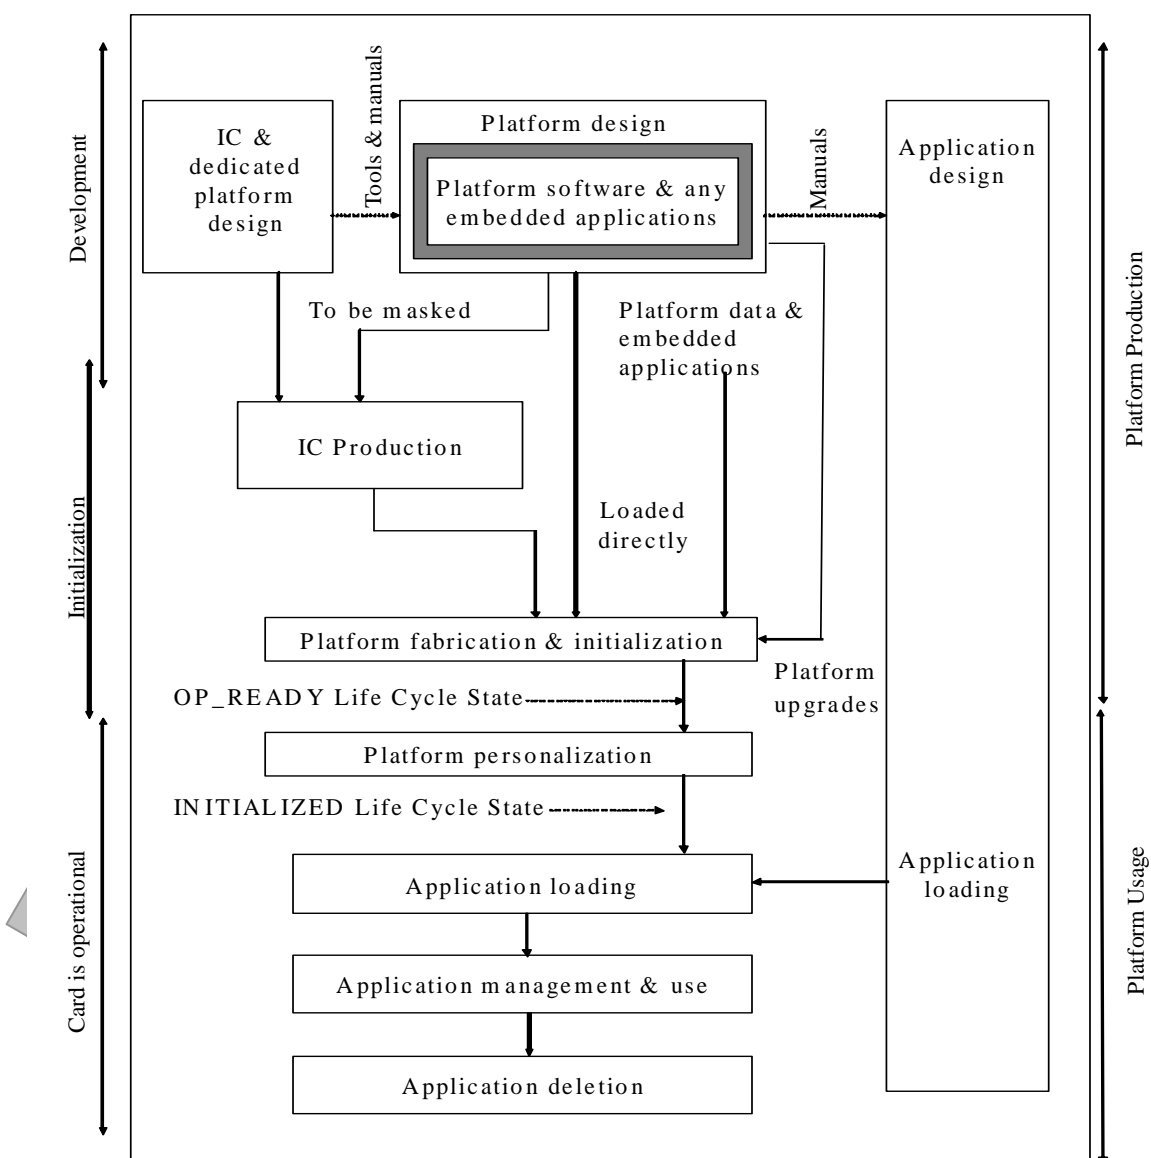 Development
Initialization
Card is operational
IC &
dedicated
platform
design
Tools & manuals
Platform design
Platform software & any
embedded applications
Manuals
Application
design
To be masked
Platform data &
embedded
applications
IC Production
Loaded
directly
Platform fabrication & initialization
OP_READY Life Cycle State
Platform
upgrades
Platform personalization
INITIALIZED Life Cycle State
Application loading
Application
loading
Application management & use
Application deletion
Platform Production
Platform Usage